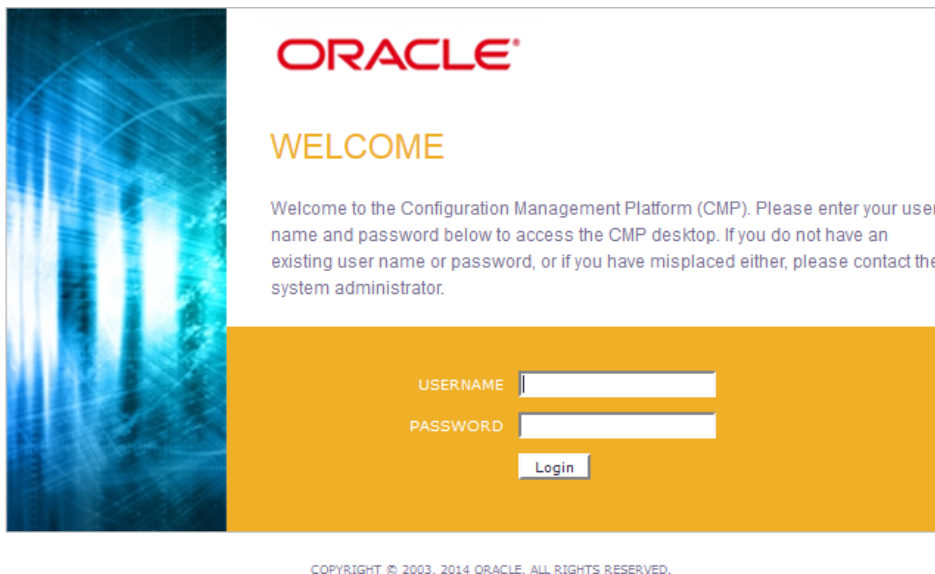 ORACLE®
WELCOME
Welcome to the Configuration Management Platform (CMP). Please enter your user
name and password below to access the CMP desktop. If you do not have an
existing user name or password, or if you have misplaced either, please contact the
system administrator.
USERNAME
PASSWORD
Login
COPYRIGHT © 2003, 2014 ORACLE. ALL RIGHTS RESERVED.